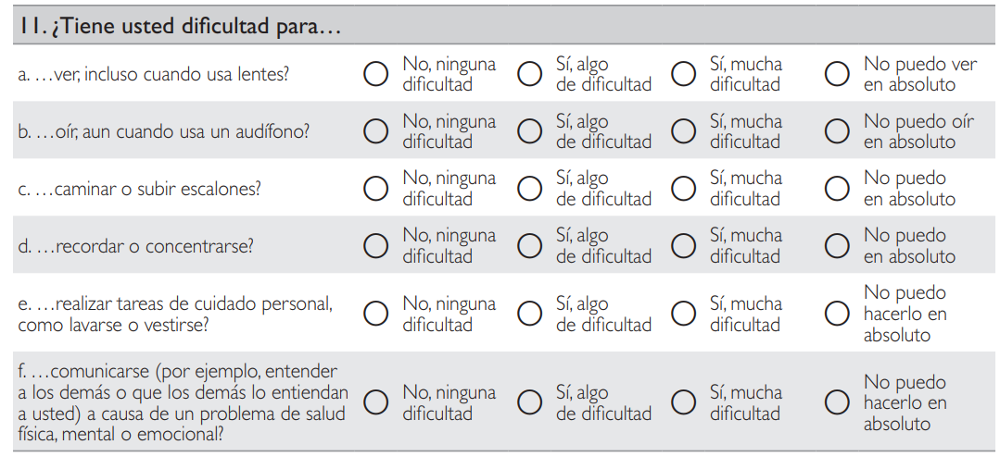 11. ¿Tiene usted dificultad para…
a. …ver, incluso cuando usa lentes?
No, ninguna
dificultad
Sí, algo
de dificultad
Sí, mucha
dificultad
No puedo ver
en absoluto
b. …oír, aun cuando usa un audífono?
No, ninguna
dificultad
Sí, algo
de dificultad
Sí, mucha
dificultad
No puedo oír
en absoluto
c. …caminar o subir escalones?
No, ninguna
dificultad
Sí, algo
de dificultad
Sí, mucha
dificultad
No puedo
en absoluto
d. …recordar o concentrarse?
No, ninguna
dificultad
Sí, algo
de dificultad
Sí, mucha
dificultad
No puedo
en absoluto
e. …realizar tareas de cuidado personal,
como lavarse o vestirse?
No, ninguna
dificultad
Sí, algo
de dificultad
Sí, mucha
dificultad
No puedo
hacerlo en
absoluto
f. …comunicarse (por ejemplo, entender
a los demás o que los demás lo entiendan
a usted) a causa de un problema de salud
física, mental o emocional?
No, ninguna
dificultad
Sí, algo
de dificultad
Sí, mucha
dificultad
No puedo
hacerlo en
absoluto